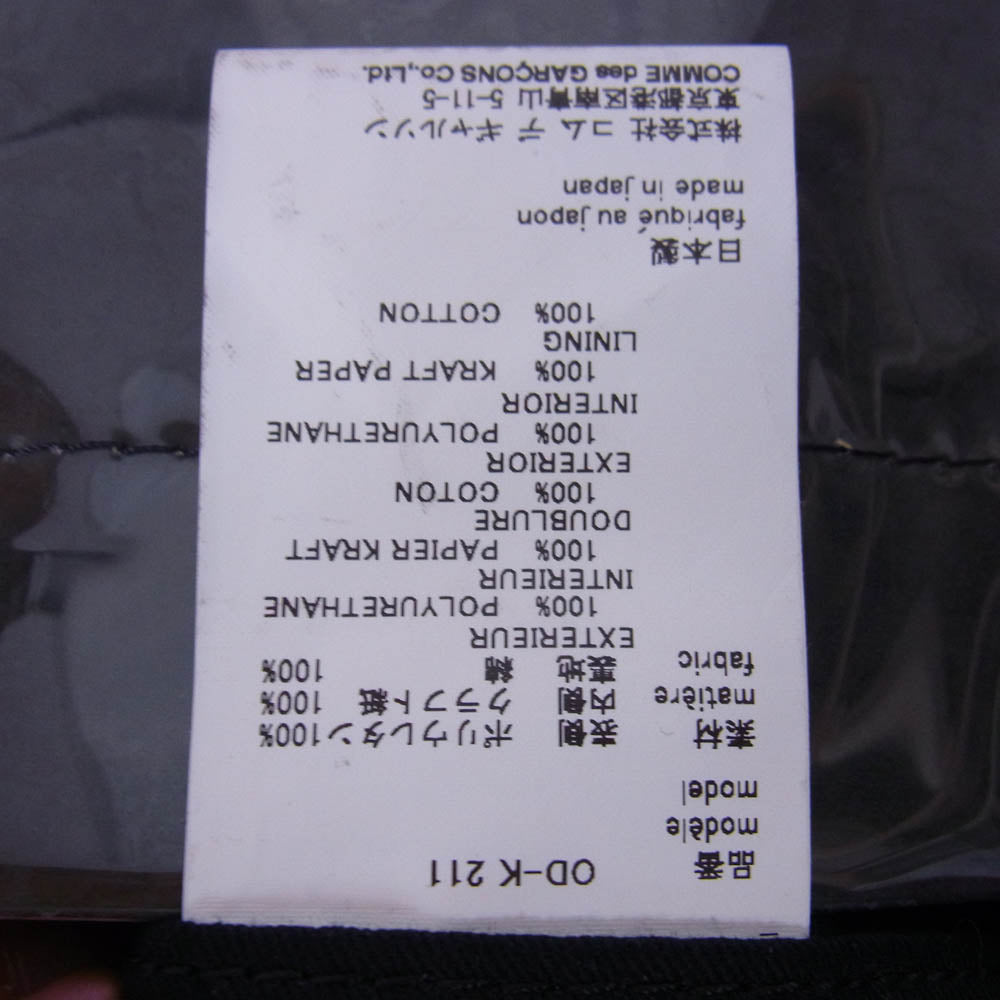 品番 OD-K 211
modèle
model
素材 表側 ポリウレタン100%
matière 内側 クラフト紙 100%
fabric 裏地 綿 100%
EXTERIEUR
100% POLYURETHANE
INTERIEUR
100% PAPIER KRAFT
DOUBLURE
100% COTON
EXTERIOR
100% POLYURETHANE
INTERIOR
100% KRAFT PAPER
LINING
100% COTTON
日本製
fabriqué au japon
made in japan
株式会社 コム デ ギャルソン
東京都港区南青山 5-11-5
COMME des GARÇONS Co.,Ltd.